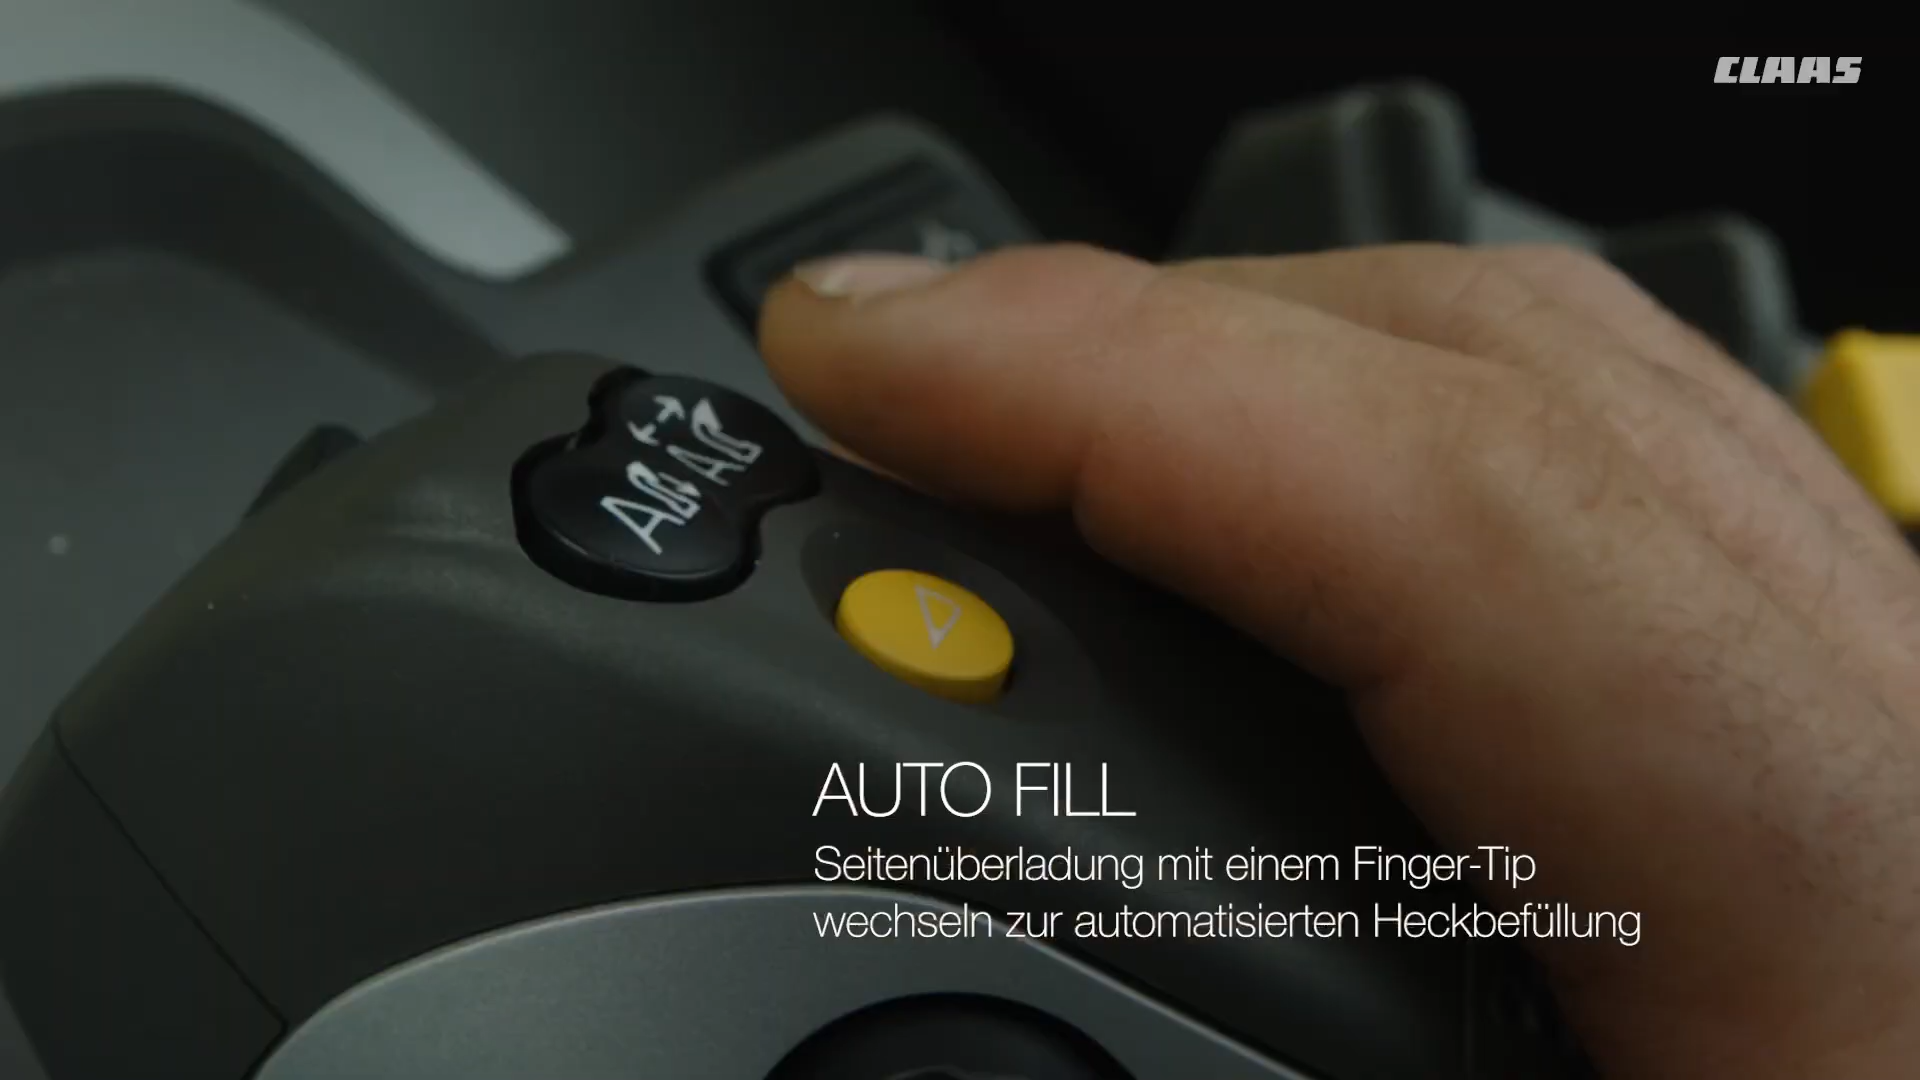 CLAAS
AUTO FILL
Seitenüberladung mit einem Finger-Tip
wechseln zur automatisierten Heckbefüllung